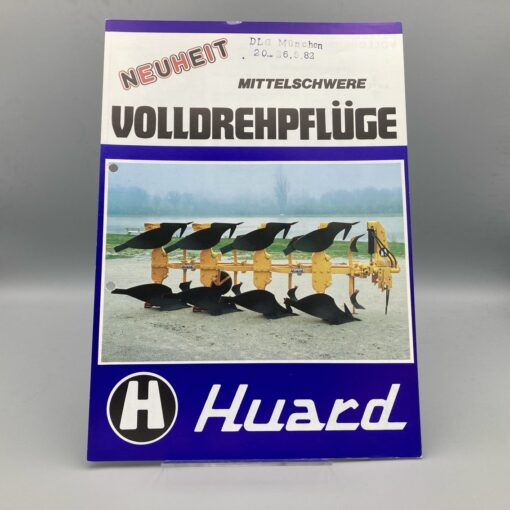 NEUHEIT
DLG München
20.-26.5.82
MITTELSCHWERE
VOLLDREHPFLÜGE
H Huard